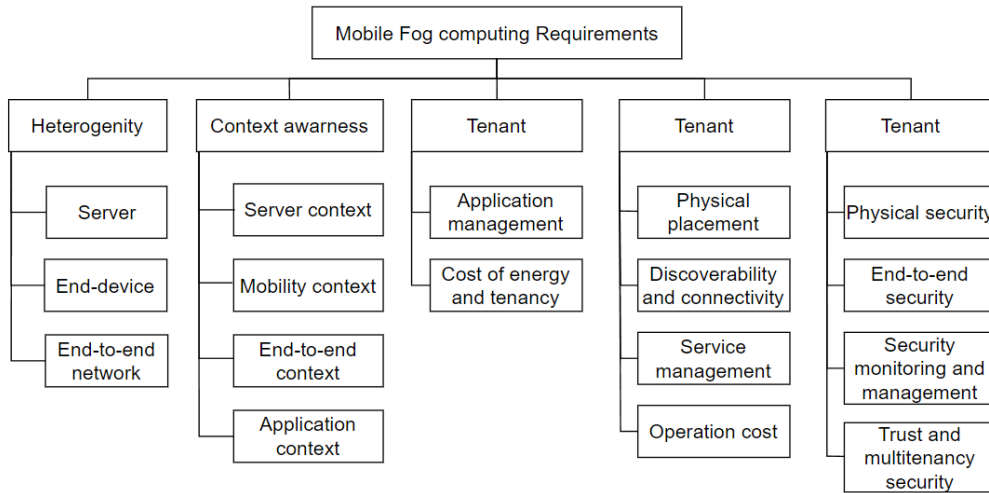 Mobile Fog computing Requirements
Heterogenity
Server
End-device
End-to-end
network
Context awarness
Server context
Mobility context
End-to-end
context
Application
context
Tenant
Application
management
Cost of energy
and tenancy
Tenant
Physical
placement
Discoverability
and connectivity
Service
management
Operation cost
Tenant
Physical security
End-to-end
security
Security
monitoring and
management
Trust and
multitenancy
security